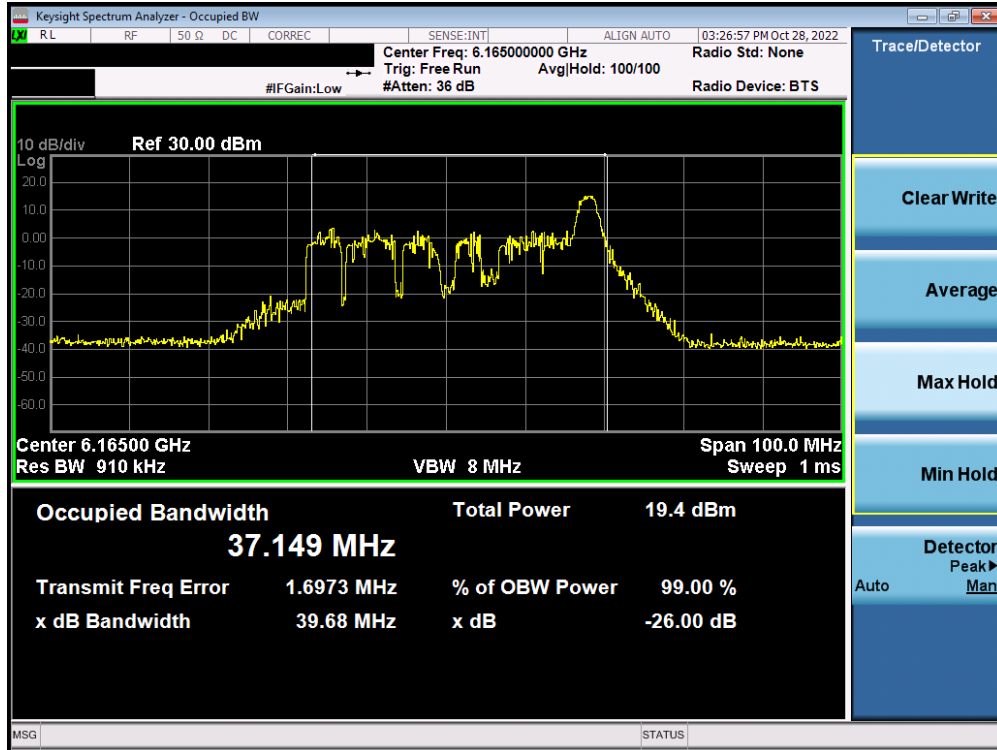 Keysight Spectrum Analyzer - Occupied BW
LXI RL RF 50 Ω DC CORREC SENSE:INT ALIGN AUTO 03:26:57 PM Oct 28, 2022
Center Freq: 6.165000000 GHz Radio Std: None
Trig: Free Run Avg|Hold: 100/100
#IFGain:Low #Atten: 36 dB Radio Device: BTS
10 dB/div Ref 30.00 dBm
Log
20.0
10.0
0.00
-10.0
-20.0
-30.0
-40.0
-50.0
-60.0
Center 6.16500 GHz Span 100.0 MHz
Res BW 910 kHz VBW 8 MHz Sweep 1 ms
Occupied Bandwidth Total Power 19.4 dBm
37.149 MHz
Transmit Freq Error 1.6973 MHz % of OBW Power 99.00 %
x dB Bandwidth 39.68 MHz x dB -26.00 dB
MSG STATUS
Trace/Detector
Clear Write
Average
Max Hold
Min Hold
Detector
Peak▶
Auto Man